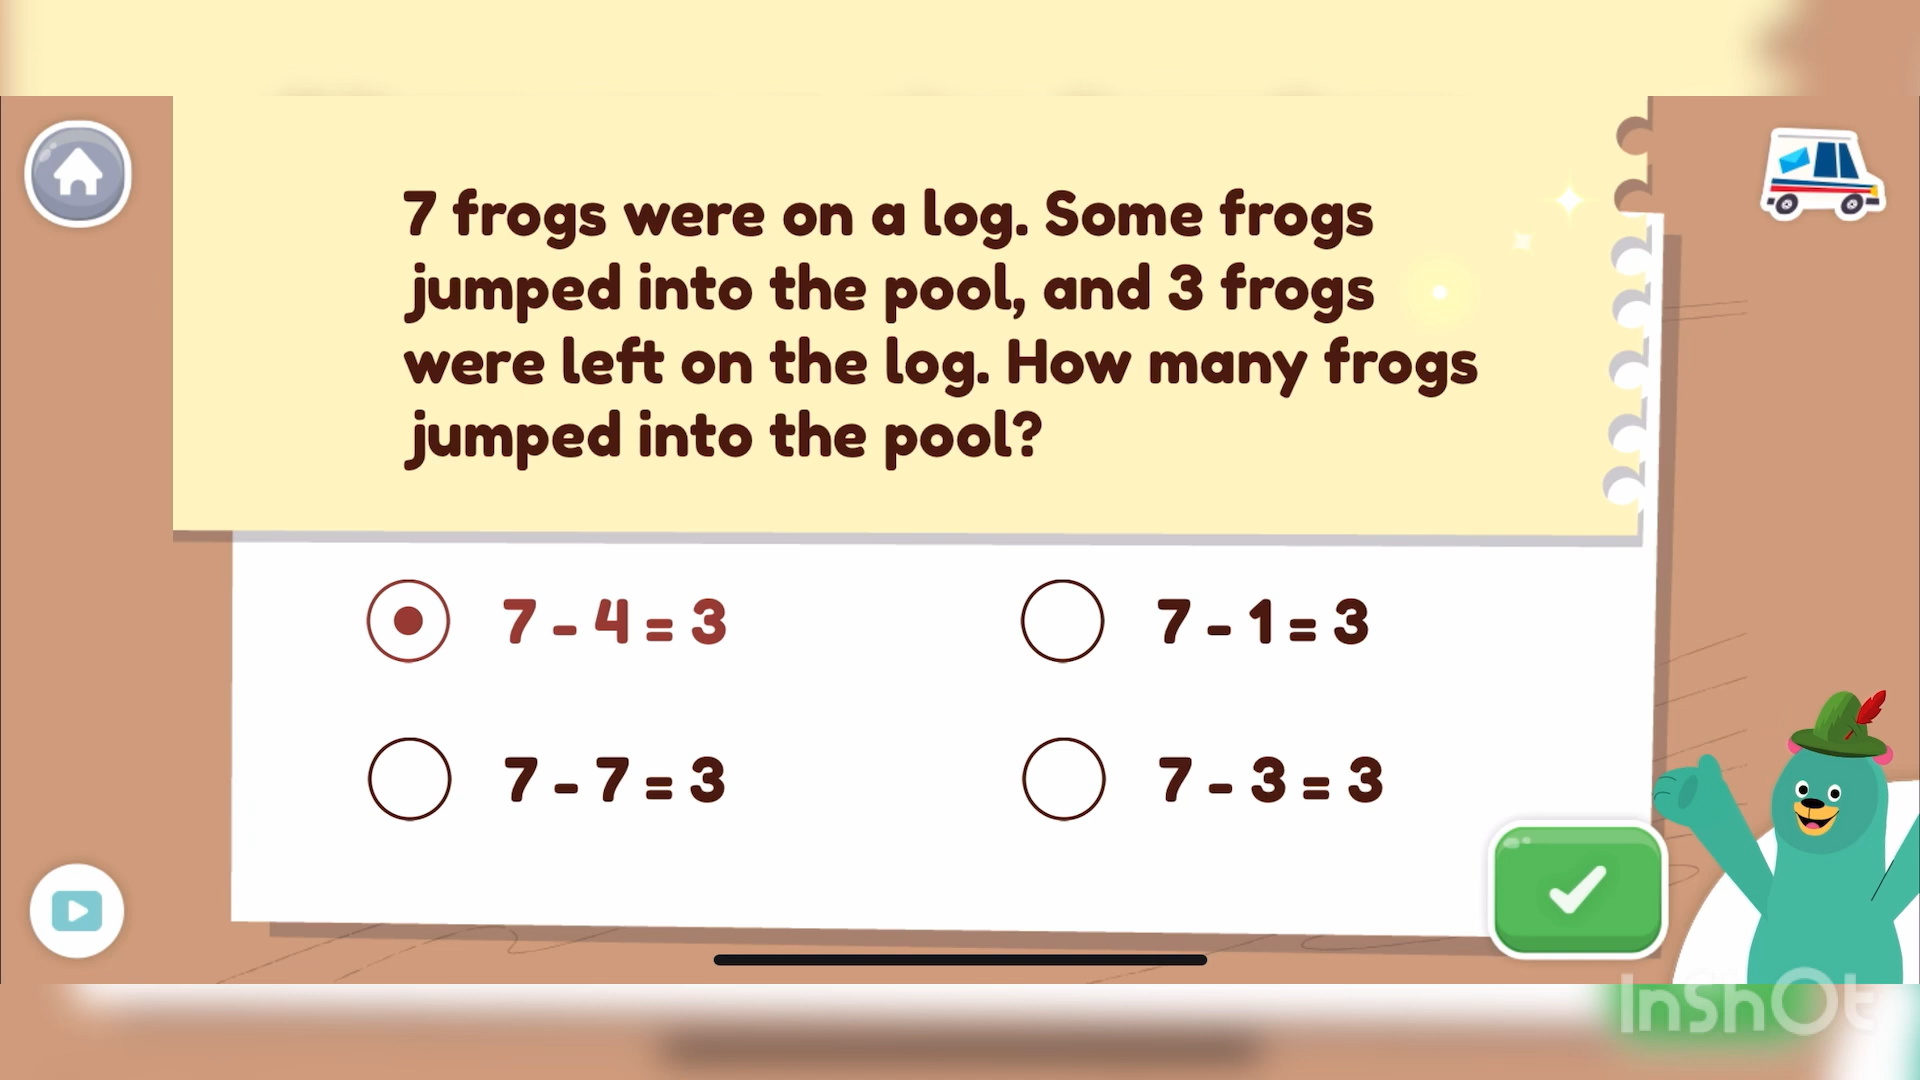 7 frogs were on a log. Some frogs
jumped into the pool, and 3 frogs
were left on the log. How many frogs
jumped into the pool?
7 - 4 = 3
7 - 1 = 3
7 - 7 = 3
7 - 3 = 3
InShOt